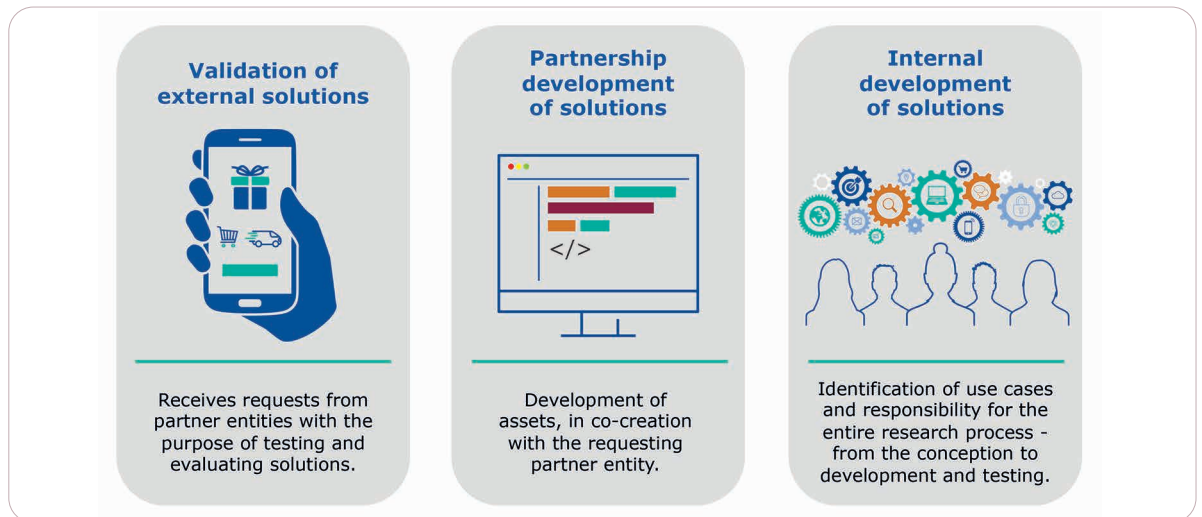 Validation of
external solutions
Receives requests from
partner entities with the
purpose of testing and
evaluating solutions.
Partnership
development
of solutions
</>
Development of
assets, in co-creation
with the requesting
partner entity.
Internal
development
of solutions
Identification of use cases
and responsibility for the
entire research process -
from the conception to
development and testing.